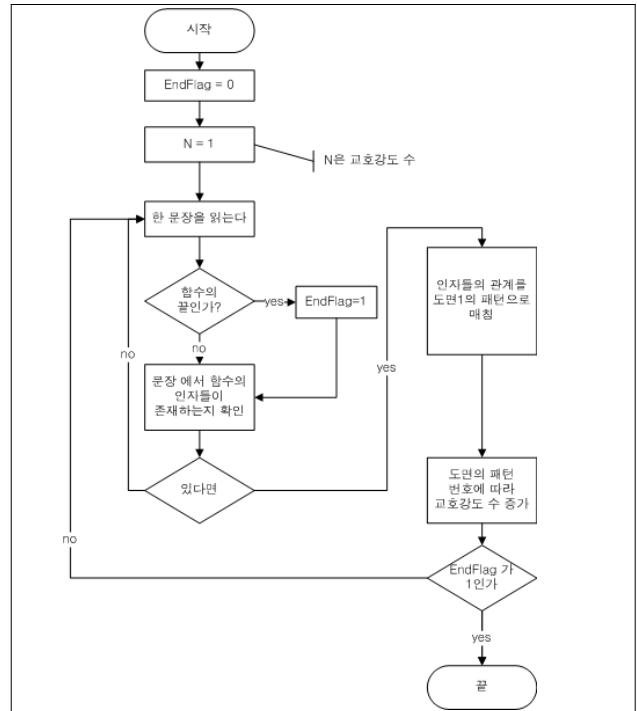 시작
EndFlag = 0
N = 1
N은 교호강도 수
한 문장을 읽는다
함수의
끝인가?
yes
EndFlag=1
no
문장 에서 함수의
인자들이
존재하는지 확인
있다면
no
yes
인자들의 관계를
도면1의 패턴으로
매칭
도면의 패턴
번호에 따라
교호강도 수 증가
EndFlag 가
1인가
no
yes
끝